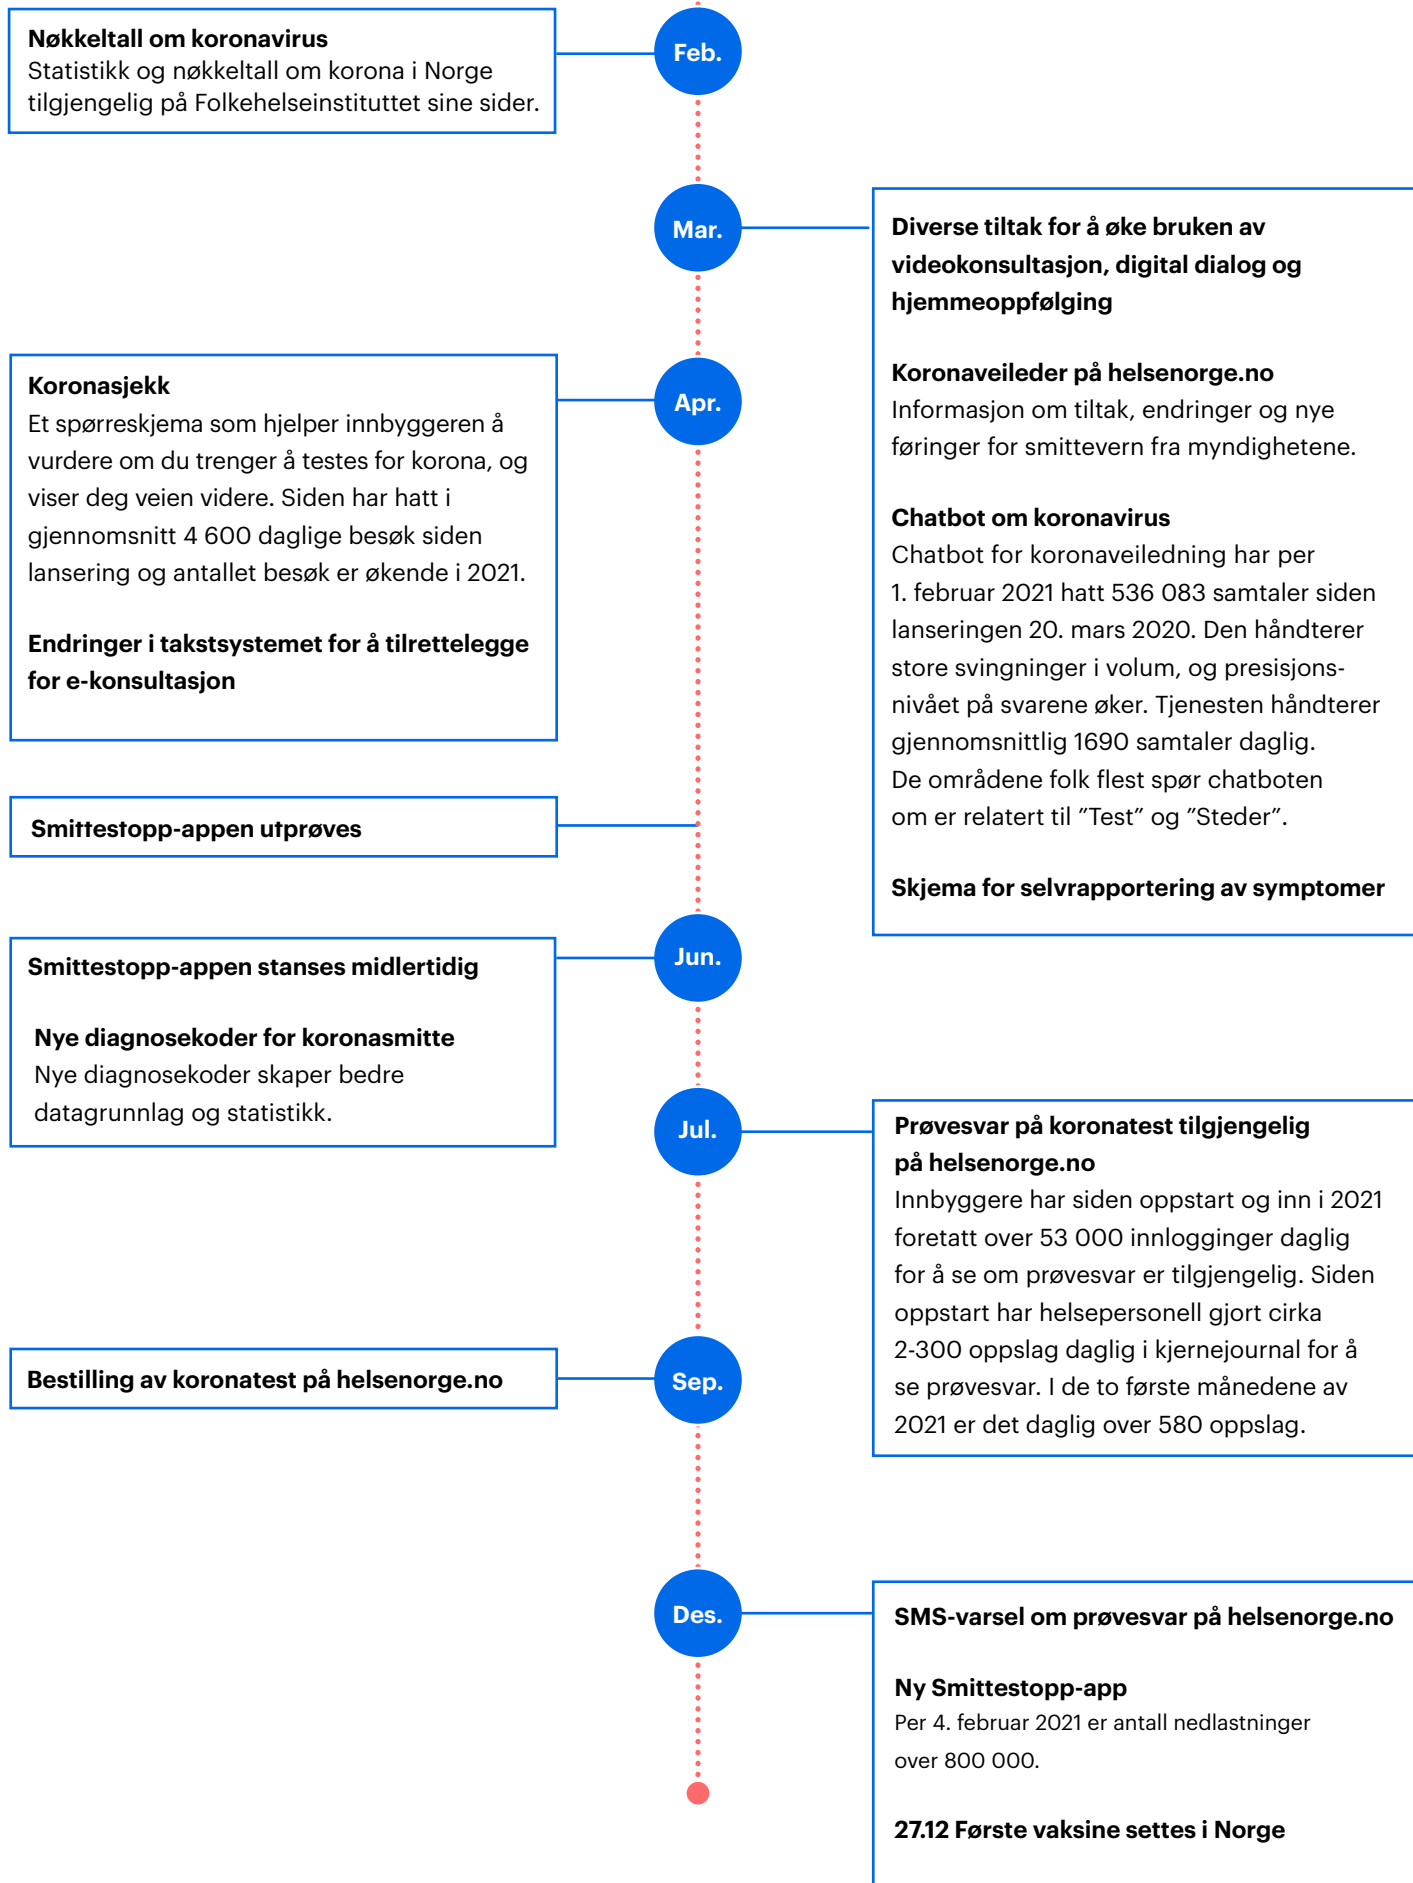 Feb.
Nøkkeltall om koronavirus
Statistikk og nøkkeltall om korona i Norge
tilgjengelig på Folkehelseinstituttet sine sider.
Mar.
Diverse tiltak for å øke bruken av
videokonsultasjon, digital dialog og
hjemmeoppfølging
Koronaveileder på helsenorge.no
Informasjon om tiltak, endringer og nye
føringer for smittevern fra myndighetene.
Chatbot om koronavirus
Chatbot for koronaveiledning har per
1. februar 2021 hatt 536 083 samtaler siden
lanseringen 20. mars 2020. Den håndterer
store svingninger i volum, og presisjons-
nivået på svarene øker. Tjenesten håndterer
gjennomsnittlig 1690 samtaler daglig.
De områdene folk flest spør chatboten
om er relatert til ”Test” og ”Steder”.
Skjema for selvrapportering av symptomer
Apr.
Koronasjekk
Et spørreskjema som hjelper innbyggeren å
vurdere om du trenger å testes for korona, og
viser deg veien videre. Siden har hatt i
gjennomsnitt 4 600 daglige besøk siden
lansering og antallet besøk er økende i 2021.
Endringer i takstsystemet for å tilrettelegge
for e-konsultasjon
Smittestopp-appen utprøves
Jun.
Smittestopp-appen stanses midlertidig
Nye diagnosekoder for koronasmitte
Nye diagnosekoder skaper bedre
datagrunnlag og statistikk.
Jul.
Prøvesvar på koronatest tilgjengelig
på helsenorge.no
Innbyggere har siden oppstart og inn i 2021
foretatt over 53 000 innlogginger daglig
for å se om prøvesvar er tilgjengelig. Siden
oppstart har helsepersonell gjort cirka
2-300 oppslag daglig i kjernejournal for å
se prøvesvar. I de to første månedene av
2021 er det daglig over 580 oppslag.
Sep.
Bestilling av koronatest på helsenorge.no
Des.
SMS-varsel om prøvesvar på helsenorge.no
Ny Smittestopp-app
Per 4. februar 2021 er antall nedlastninger
over 800 000.
27.12 Første vaksine settes i Norge